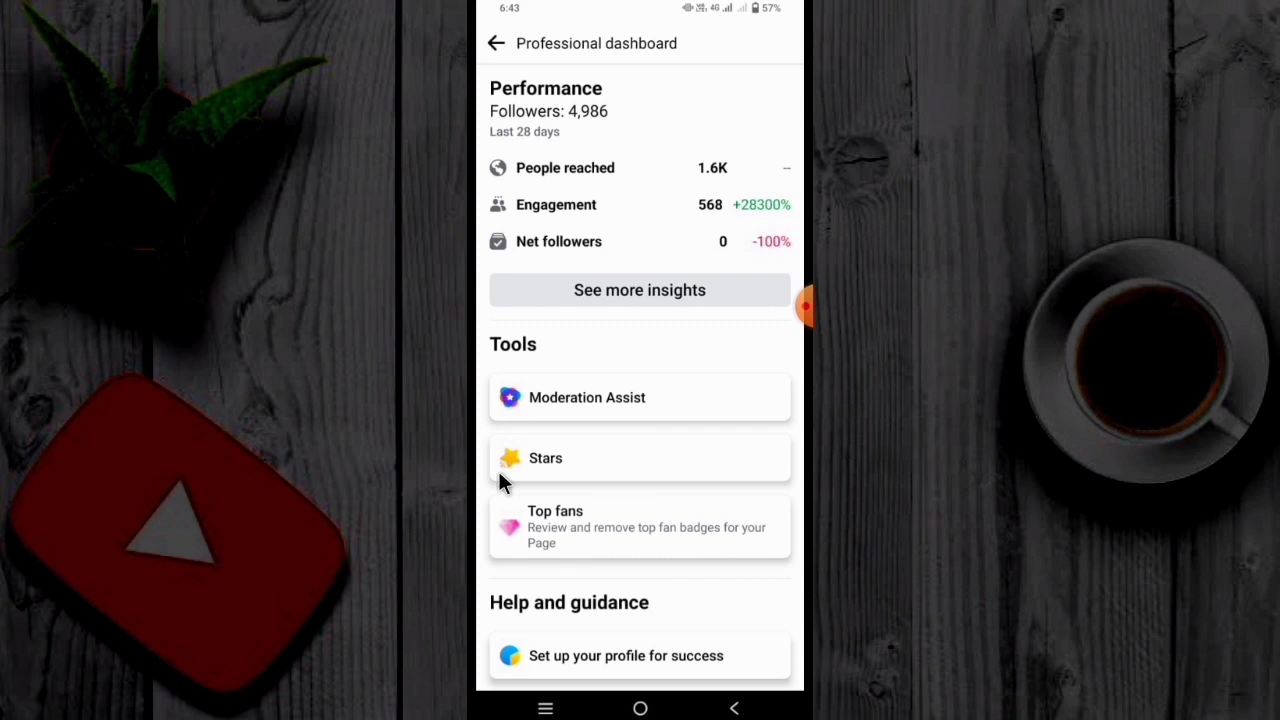 6:43
4G
57%
Professional dashboard
Performance
Followers: 4,986
Last 28 days
People reached 1.6K --
Engagement 568 +28300%
Net followers 0 -100%
See more insights
Tools
Moderation Assist
Stars
Top fans
Review and remove top fan badges for your
Page
Help and guidance
Set up your profile for success